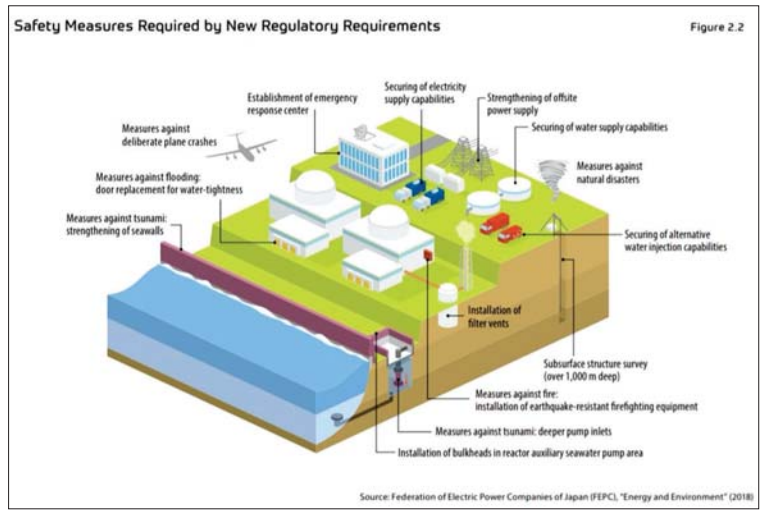 Safety Measures Required by New Regulatory Requirements
Figure 2.2
Securing of electricity
supply capabilities
Establishment of emergency
response center
Strengthening of offsite
power supply
Securing of water supply capabilities
Measures against
deliberate plane crashes
Measures against
natural disasters
Measures against flooding:
door replacement for water-tightness
Measures against tsunami:
strengthening of seawalls
Securing of alternative
water injection capabilities
Installation of
filter vents
Subsurface structure survey
(over 1,000 m deep)
Measures against fire:
installation of earthquake-resistant firefighting equipment
Measures against tsunami: deeper pump inlets
Installation of bulkheads in reactor auxiliary seawater pump area
Source: Federation of Electric Power Companies of Japan (FEPC), "Energy and Environment" (2018)